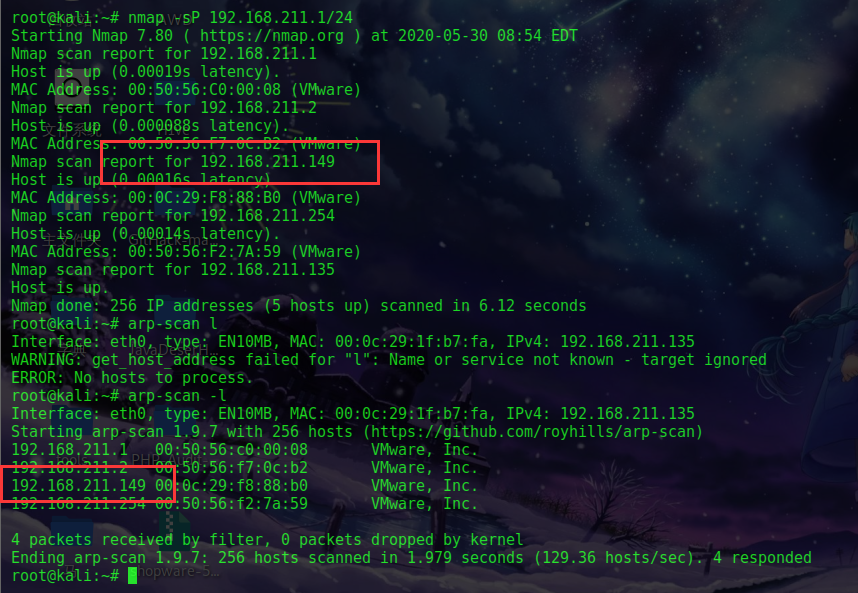 root@kali:~# nmap -sP 192.168.211.1/24
Starting Nmap 7.80 ( https://nmap.org ) at 2020-05-30 08:54 EDT
Nmap scan report for 192.168.211.1
Host is up (0.00019s latency).
MAC Address: 00:50:56:C0:00:08 (VMware)
Nmap scan report for 192.168.211.2
Host is up (0.000088s latency).
MAC Address: 00:50:56:F7:0C:B2 (VMware)
Nmap scan report for 192.168.211.149
Host is up (0.00016s latency)
MAC Address: 00:0C:29:F8:88:B0 (VMware)
Nmap scan report for 192.168.211.254
Host is up (0.00014s latency).
MAC Address: 00:50:56:F2:7A:59 (VMware)
Nmap scan report for 192.168.211.135
Host is up.
Nmap done: 256 IP addresses (5 hosts up) scanned in 6.12 seconds
root@kali:~# arp-scan l
Interface: eth0, type: EN10MB, MAC: 00:0c:29:1f:b7:fa, IPv4: 192.168.211.135
WARNING: get_host_address failed for "l": Name or service not known - target ignored
ERROR: No hosts to process.
root@kali:~# arp-scan -l
Interface: eth0, type: EN10MB, MAC: 00:0c:29:1f:b7:fa, IPv4: 192.168.211.135
Starting arp-scan 1.9.7 with 256 hosts (https://github.com/royhills/arp-scan)
192.168.211.1 00:50:56:c0:00:08 VMware, Inc.
192.168.211.2 00:50:56:f7:0c:b2 VMware, Inc.
192.168.211.149 00:0c:29:f8:88:b0 VMware, Inc.
192.168.211.254 00:50:56:f2:7a:59 VMware, Inc.
4 packets received by filter, 0 packets dropped by kernel
Ending arp-scan 1.9.7: 256 hosts scanned in 1.979 seconds (129.36 hosts/sec). 4 responded
root@kali:~#
文件系统
主文件夹
shopware-5...